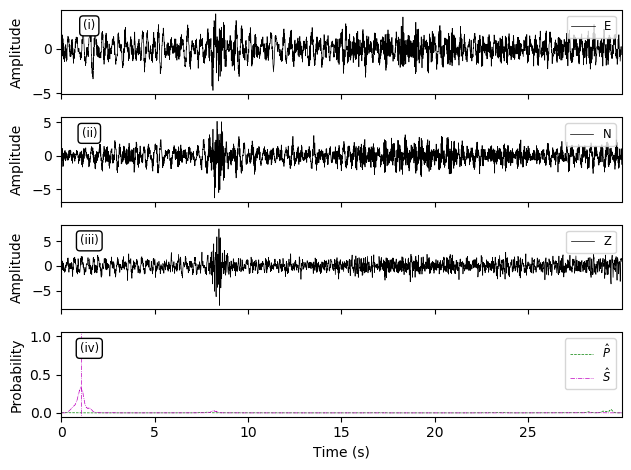 (i)
E
Amplitude
0
−5
(ii)
N
Amplitude
5
0
−5
(iii)
Z
Amplitude
5
0
−5
(iv)
P̂
Ŝ
Probability
1.0
0.5
0.0
0 5 10 15 20 25
Time (s)